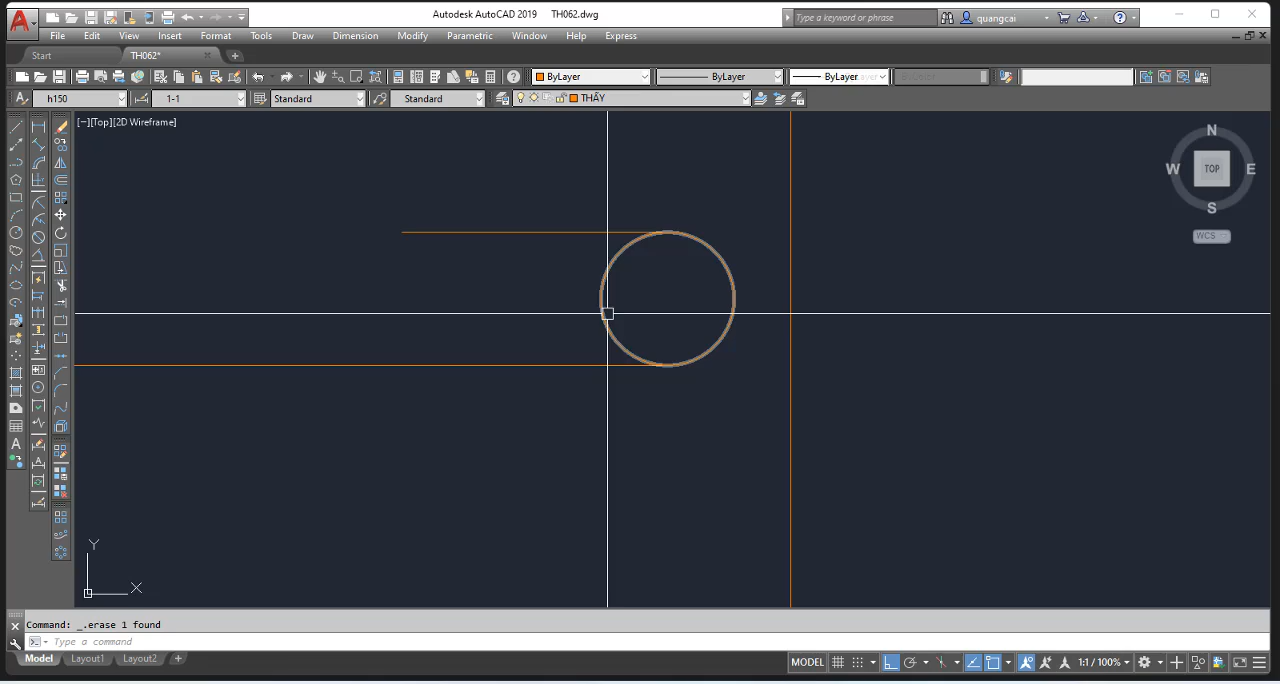 Autodesk AutoCAD 2019 TH062.dwg
Type a keyword or phrase
quangcai
File Edit View Insert Format Tools Draw Dimension Modify Parametric Window Help Express
Start TH062*
ByLayer ByLayer ByLayer
h150 1-1 Standard Standard THẤY
[−][Top][2D Wireframe]
N
W TOP E
S
WCS
Y
X
Command: _.erase 1 found
Type a command
Model Layout1 Layout2 +
MODEL 1:1 / 100%